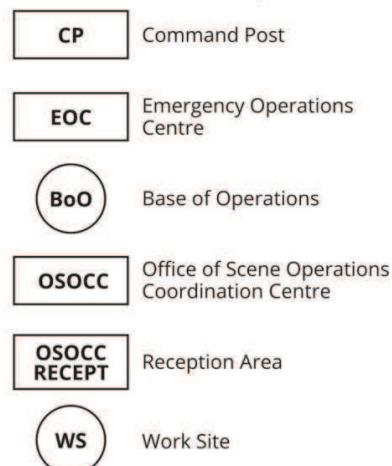 CP
Command Post
EOC
Emergency Operations
Centre
BoO
Base of Operations
OSOCC
Office of Scene Operations
Coordination Centre
OSOCC
RECEPT
Reception Area
WS
Work Site